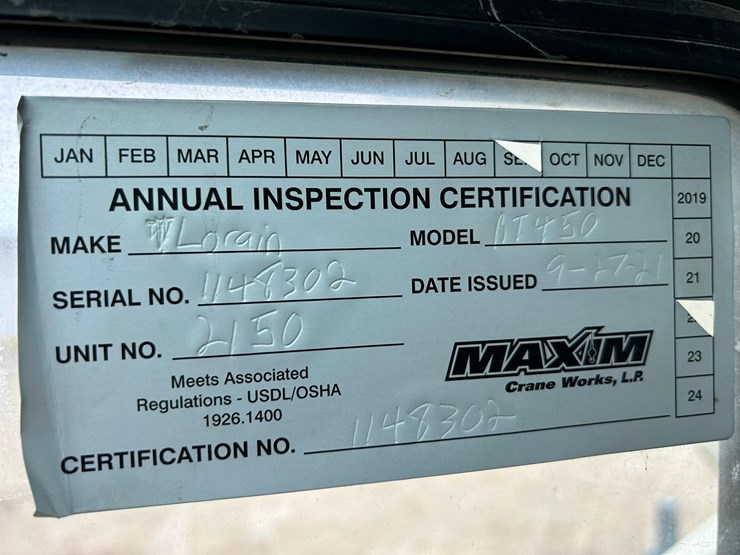 JAN FEB MAR APR MAY JUN JUL AUG SE OCT NOV DEC
ANNUAL INSPECTION CERTIFICATION 2019
MAKE Lorain MODEL 20
SERIAL NO. 1148302 DATE ISSUED 9-27-21 21
UNIT NO. 2150
MAXIM 23
Crane Works, L.P.
Meets Associated
Regulations - USDL/OSHA
1926.1400
24
CERTIFICATION NO. 1148302